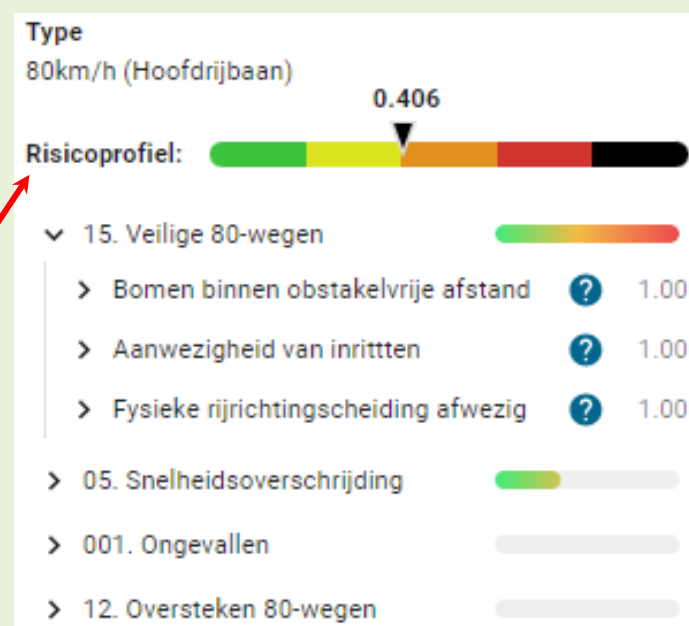 Type
80km/h (Hoofdrijbaan)
0.406
Risicoprofiel:
15. Veilige 80-wegen
Bomen binnen obstakelvrije afstand ? 1.00
Aanwezigheid van inrittten ? 1.00
Fysieke rijrichtingscheiding afwezig ? 1.00
05. Snelheidsoverschrijding
001. Ongevallen
12. Oversteken 80-wegen